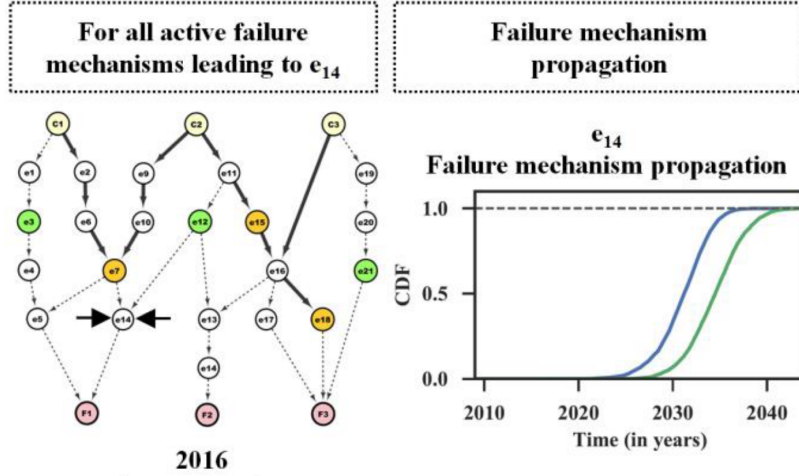 For all active failure
mechanisms leading to e14
Failure mechanism
propagation
C1
C2
C3
e1
e2
e9
e11
e19
e3
e6
e10
e12
e15
e20
e4
e7
e16
e21
e5
e14
e13
e17
e18
e14
F1
F2
F3
2016
e14
Failure mechanism propagation
CDF
1.0
0.5
0.0
2010
2020
2030
2040
Time (in years)